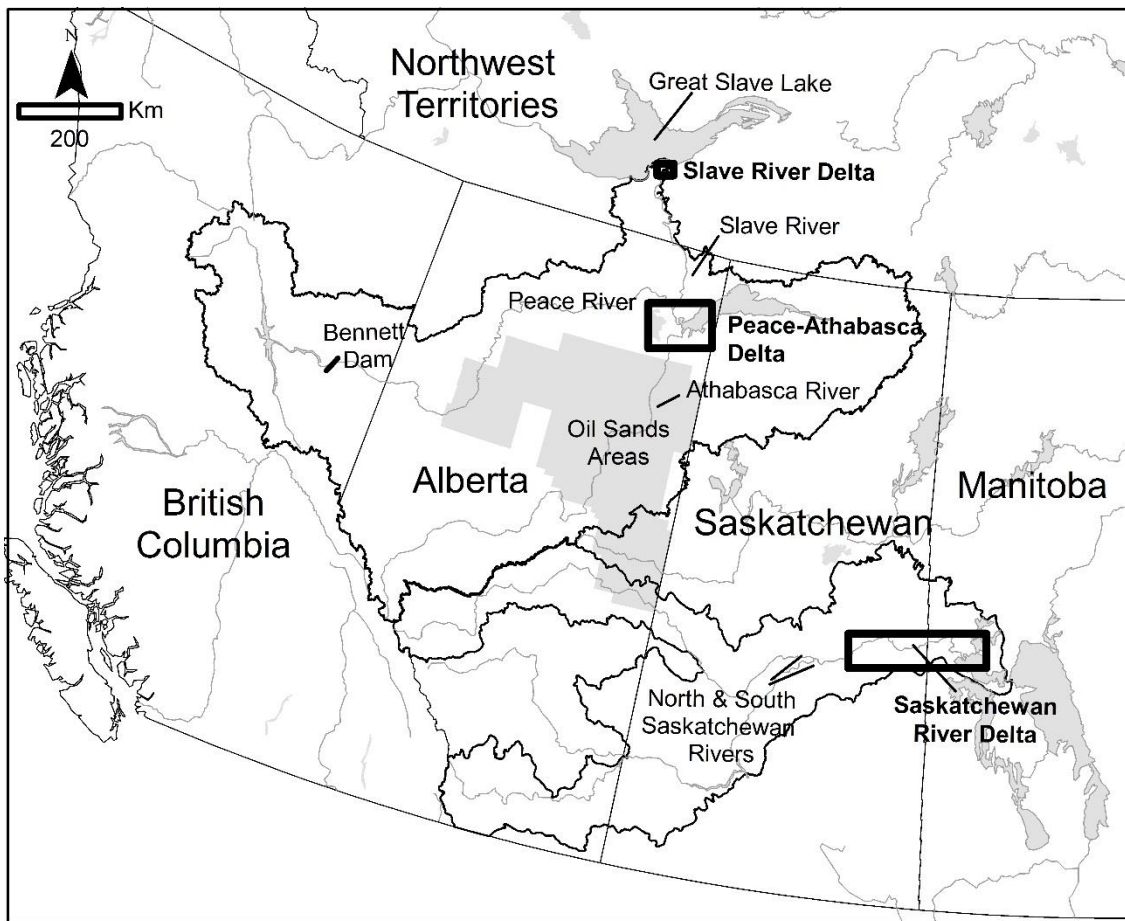 N
Km
200
Northwest
Territories
Great Slave Lake
Slave River Delta
Slave River
Peace River
Bennett
Dam
Peace-Athabasca
Delta
Athabasca River
Oil Sands
Areas
Alberta
British
Columbia
Saskatchewan
Manitoba
North & South
Saskatchewan
Rivers
Saskatchewan
River Delta